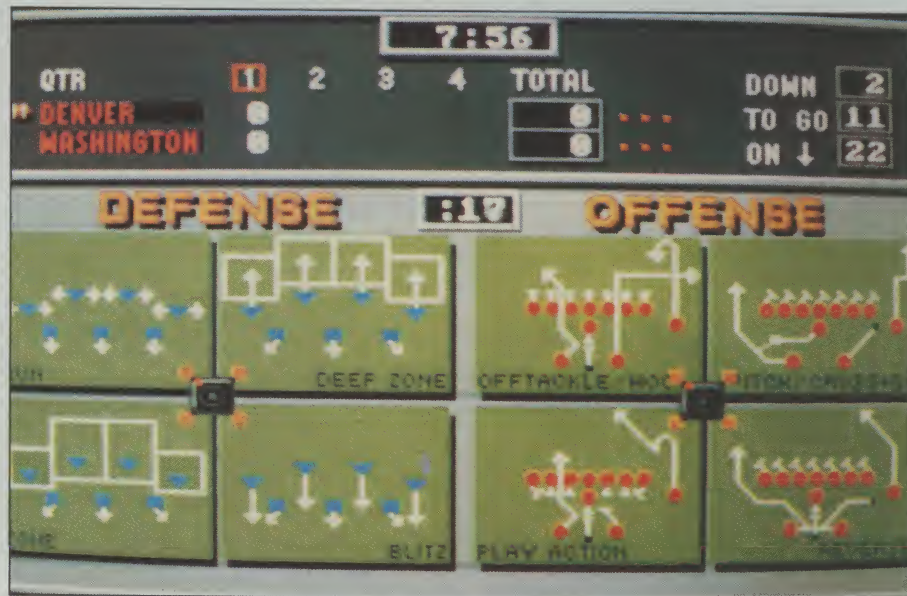 7:56
QTR 1 2 3 4 TOTAL DOWN 2
DENVER 0 0 TO GO 11
WASHINGTON 0 0 ON ↓ 22
DEFENSE :17 OFFENSE
DEEP ZONE OFFTACKLE
BLITZ PLAY ACTION